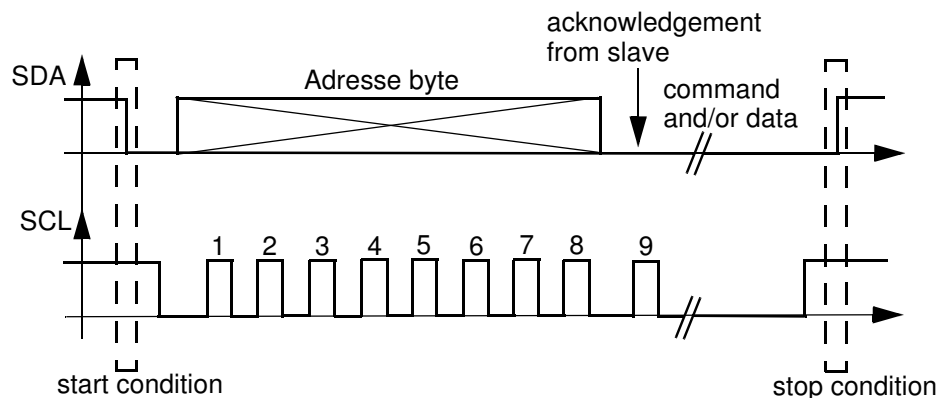 acknowledgement
from slave
SDA
Adresse byte
command
and/or data
SCL
1 2 3 4 5 6 7 8 9
start condition
stop condition